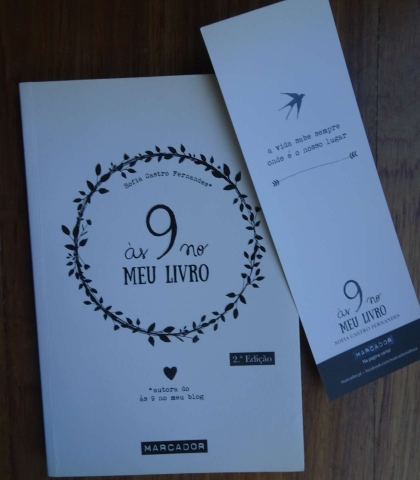 Sofia Castro Fernandes*
às 9 no
MEU LIVRO
2.ª Edição
*autora do
às 9 no meu blog
MARCADOR
a vida sabe sempre
onde é o nosso lugar
às 9 no
MEU LIVRO
SOFIA CASTRO FERNANDES
MARCADOR